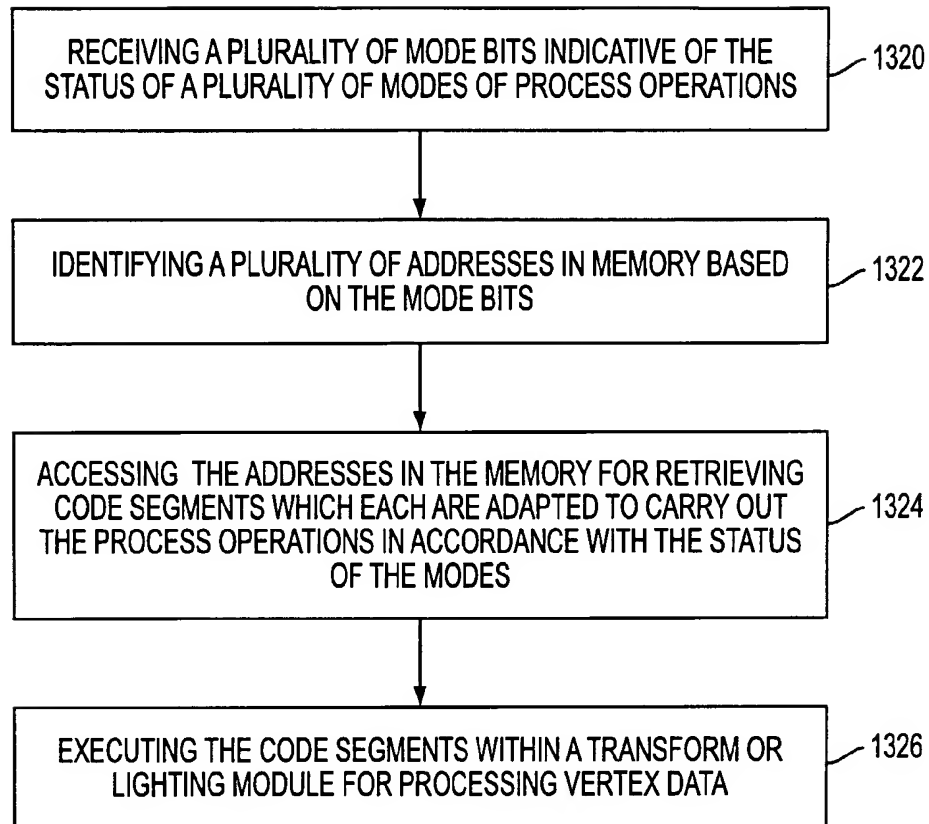 RECEIVING A PLURALITY OF MODE BITS INDICATIVE OF THE
STATUS OF A PLURALITY OF MODES OF PROCESS OPERATIONS
1320
IDENTIFYING A PLURALITY OF ADDRESSES IN MEMORY BASED
ON THE MODE BITS
1322
ACCESSING THE ADDRESSES IN THE MEMORY FOR RETRIEVING
CODE SEGMENTS WHICH EACH ARE ADAPTED TO CARRY OUT
THE PROCESS OPERATIONS IN ACCORDANCE WITH THE STATUS
OF THE MODES
1324
EXECUTING THE CODE SEGMENTS WITHIN A TRANSFORM OR
LIGHTING MODULE FOR PROCESSING VERTEX DATA
1326